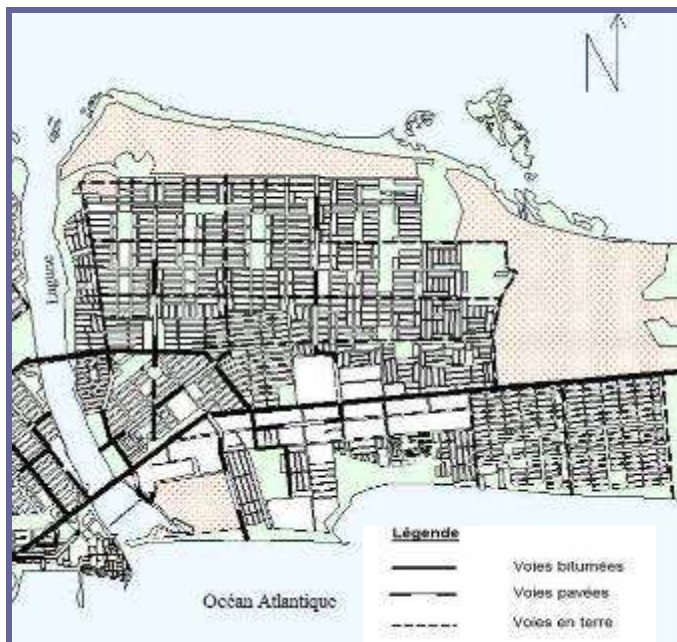 N
Lagune
Légende
Voies bitumées
Voies pavées
Voies en terre
Océan Atlantique